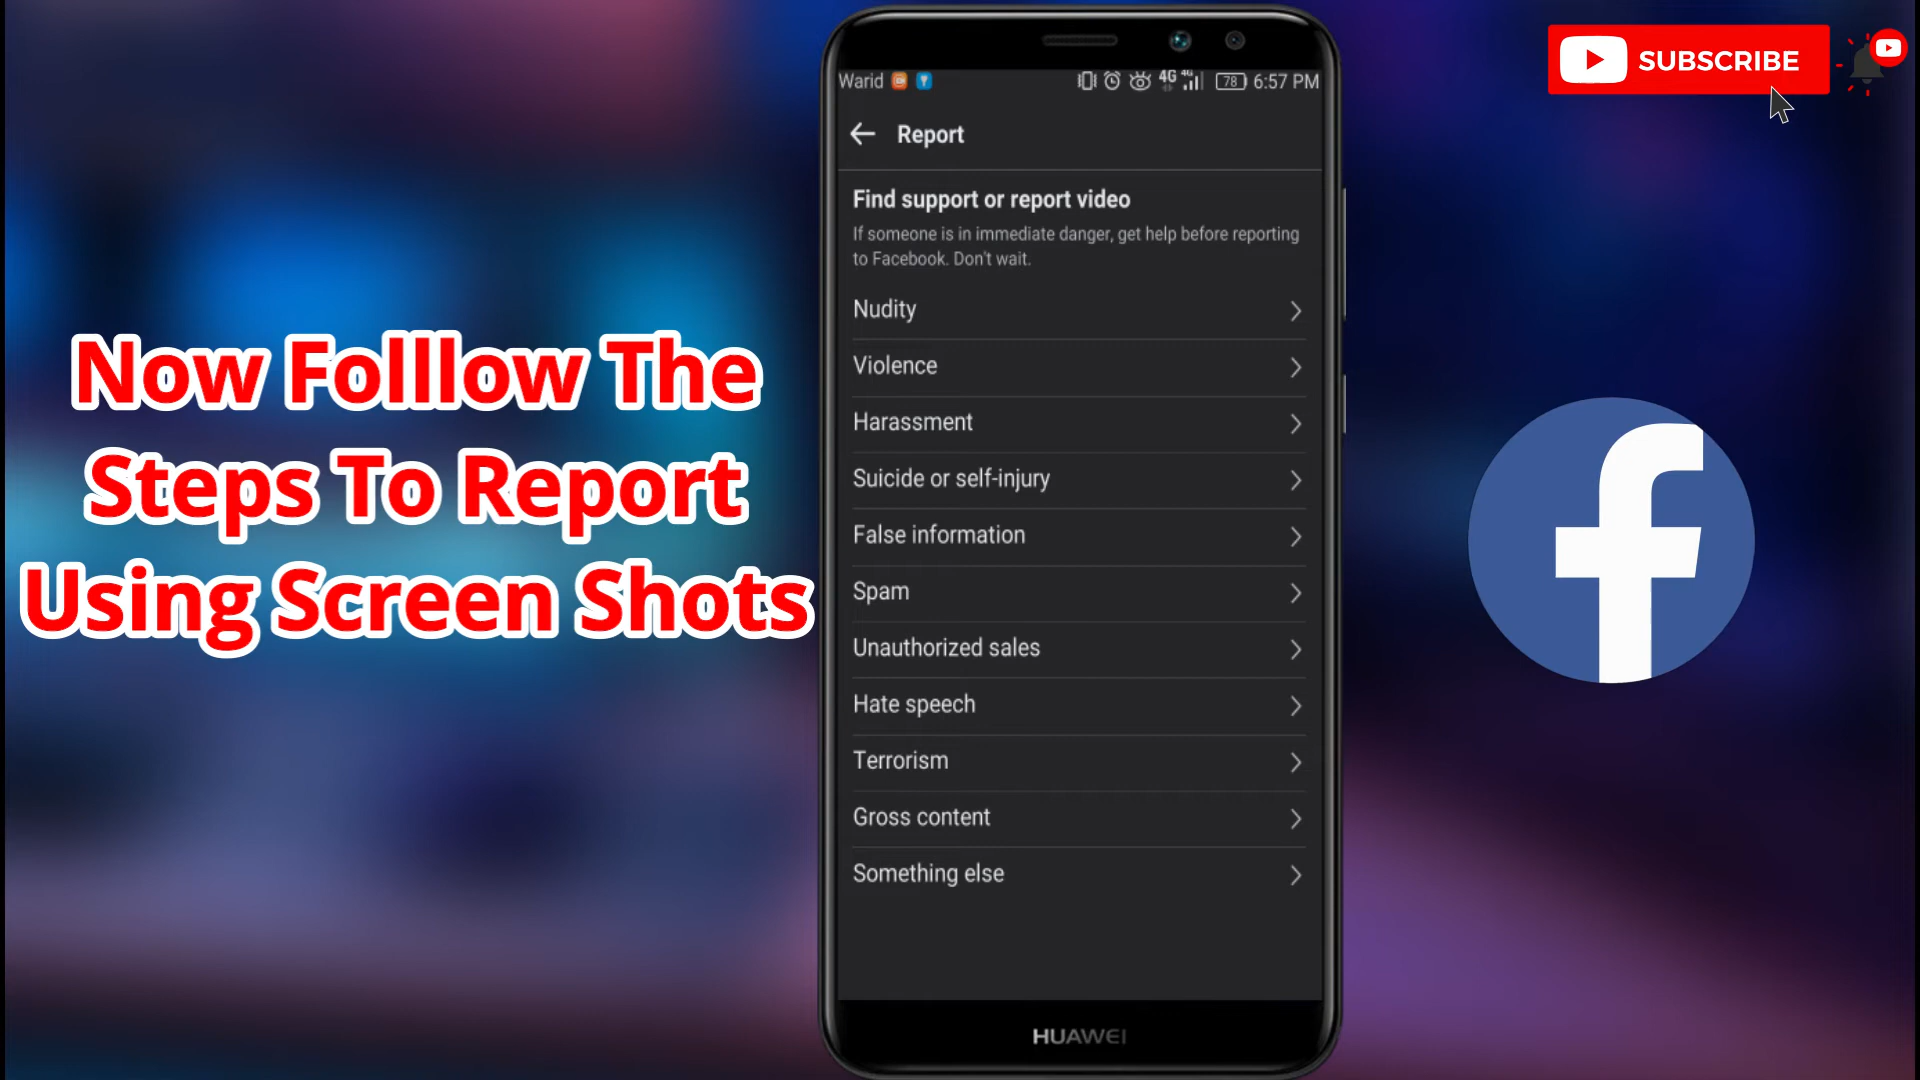 SUBSCRIBE
Warid 4G 4G 78 6:57 PM
Report
Find support or report video
If someone is in immediate danger, get help before reporting
to Facebook. Don't wait.
Nudity
Violence
Harassment
Suicide or self-injury
False information
Spam
Unauthorized sales
Hate speech
Terrorism
Gross content
Something else
HUAWEI
Now Folllow The
Steps To Report
Using Screen Shots
f